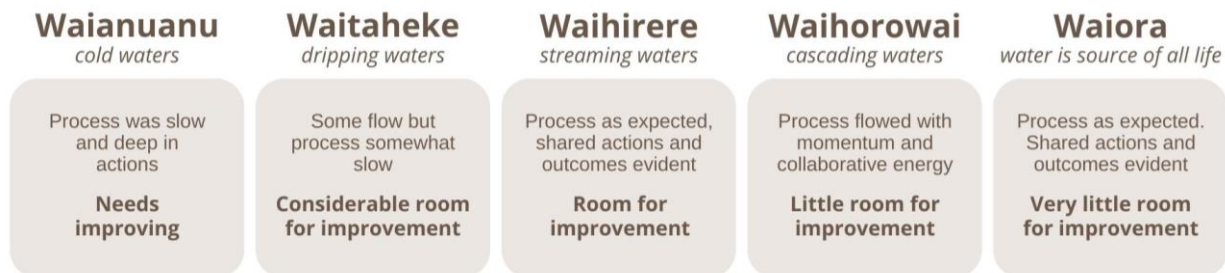 Waianuanu
cold waters
Process was slow
and deep in
actions
Needs
improving
Waitaheke
dripping waters
Some flow but
process somewhat
slow
Considerable room
for improvement
Waihirere
streaming waters
Process as expected,
shared actions and
outcomes evident
Room for
improvement
Waihorowai
cascading waters
Process flowed with
momentum and
collaborative energy
Little room for
improvement
Waiora
water is source of all life
Process as expected.
Shared actions and
outcomes evident
Very little room
for improvement